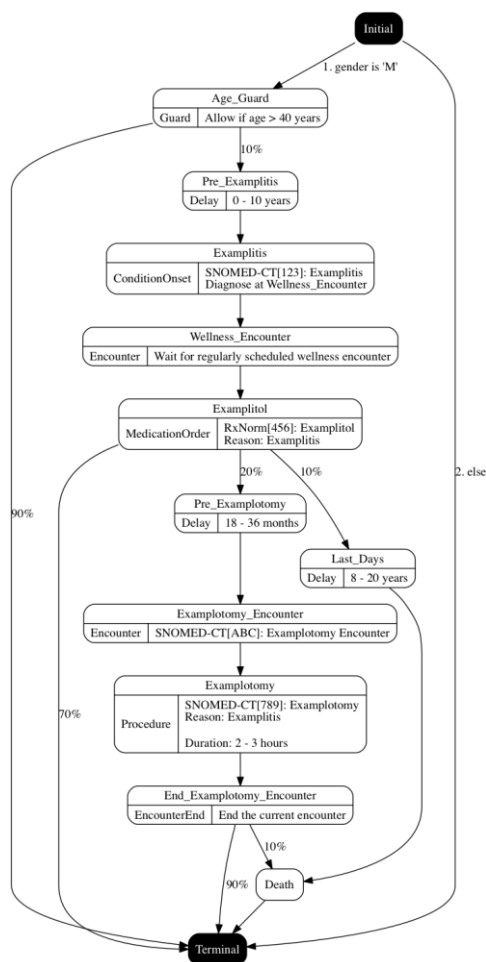 Initial
1. gender is 'M'
Age_Guard
Guard Allow if age > 40 years
10%
Pre_Examplitis
Delay 0 - 10 years
Examplitis
ConditionOnset
SNOMED-CT[123]: Examplitis
Diagnose at Wellness_Encounter
Wellness_Encounter
Encounter Wait for regularly scheduled wellness encounter
Examplitol
MedicationOrder
RxNorm[456]: Examplitol
Reason: Examplitis
90%
20%
10%
2. else
Pre_Examplotomy
Delay 18 - 36 months
Last_Days
Delay 8 - 20 years
Examplotomy_Encounter
Encounter SNOMED-CT[ABC]: Examplotomy Encounter
70%
Examplotomy
Procedure
SNOMED-CT[789]: Examplotomy
Reason: Examplitis
Duration: 2 - 3 hours
End_Examplotomy_Encounter
EncounterEnd End the current encounter
10%
90%
Death
Terminal